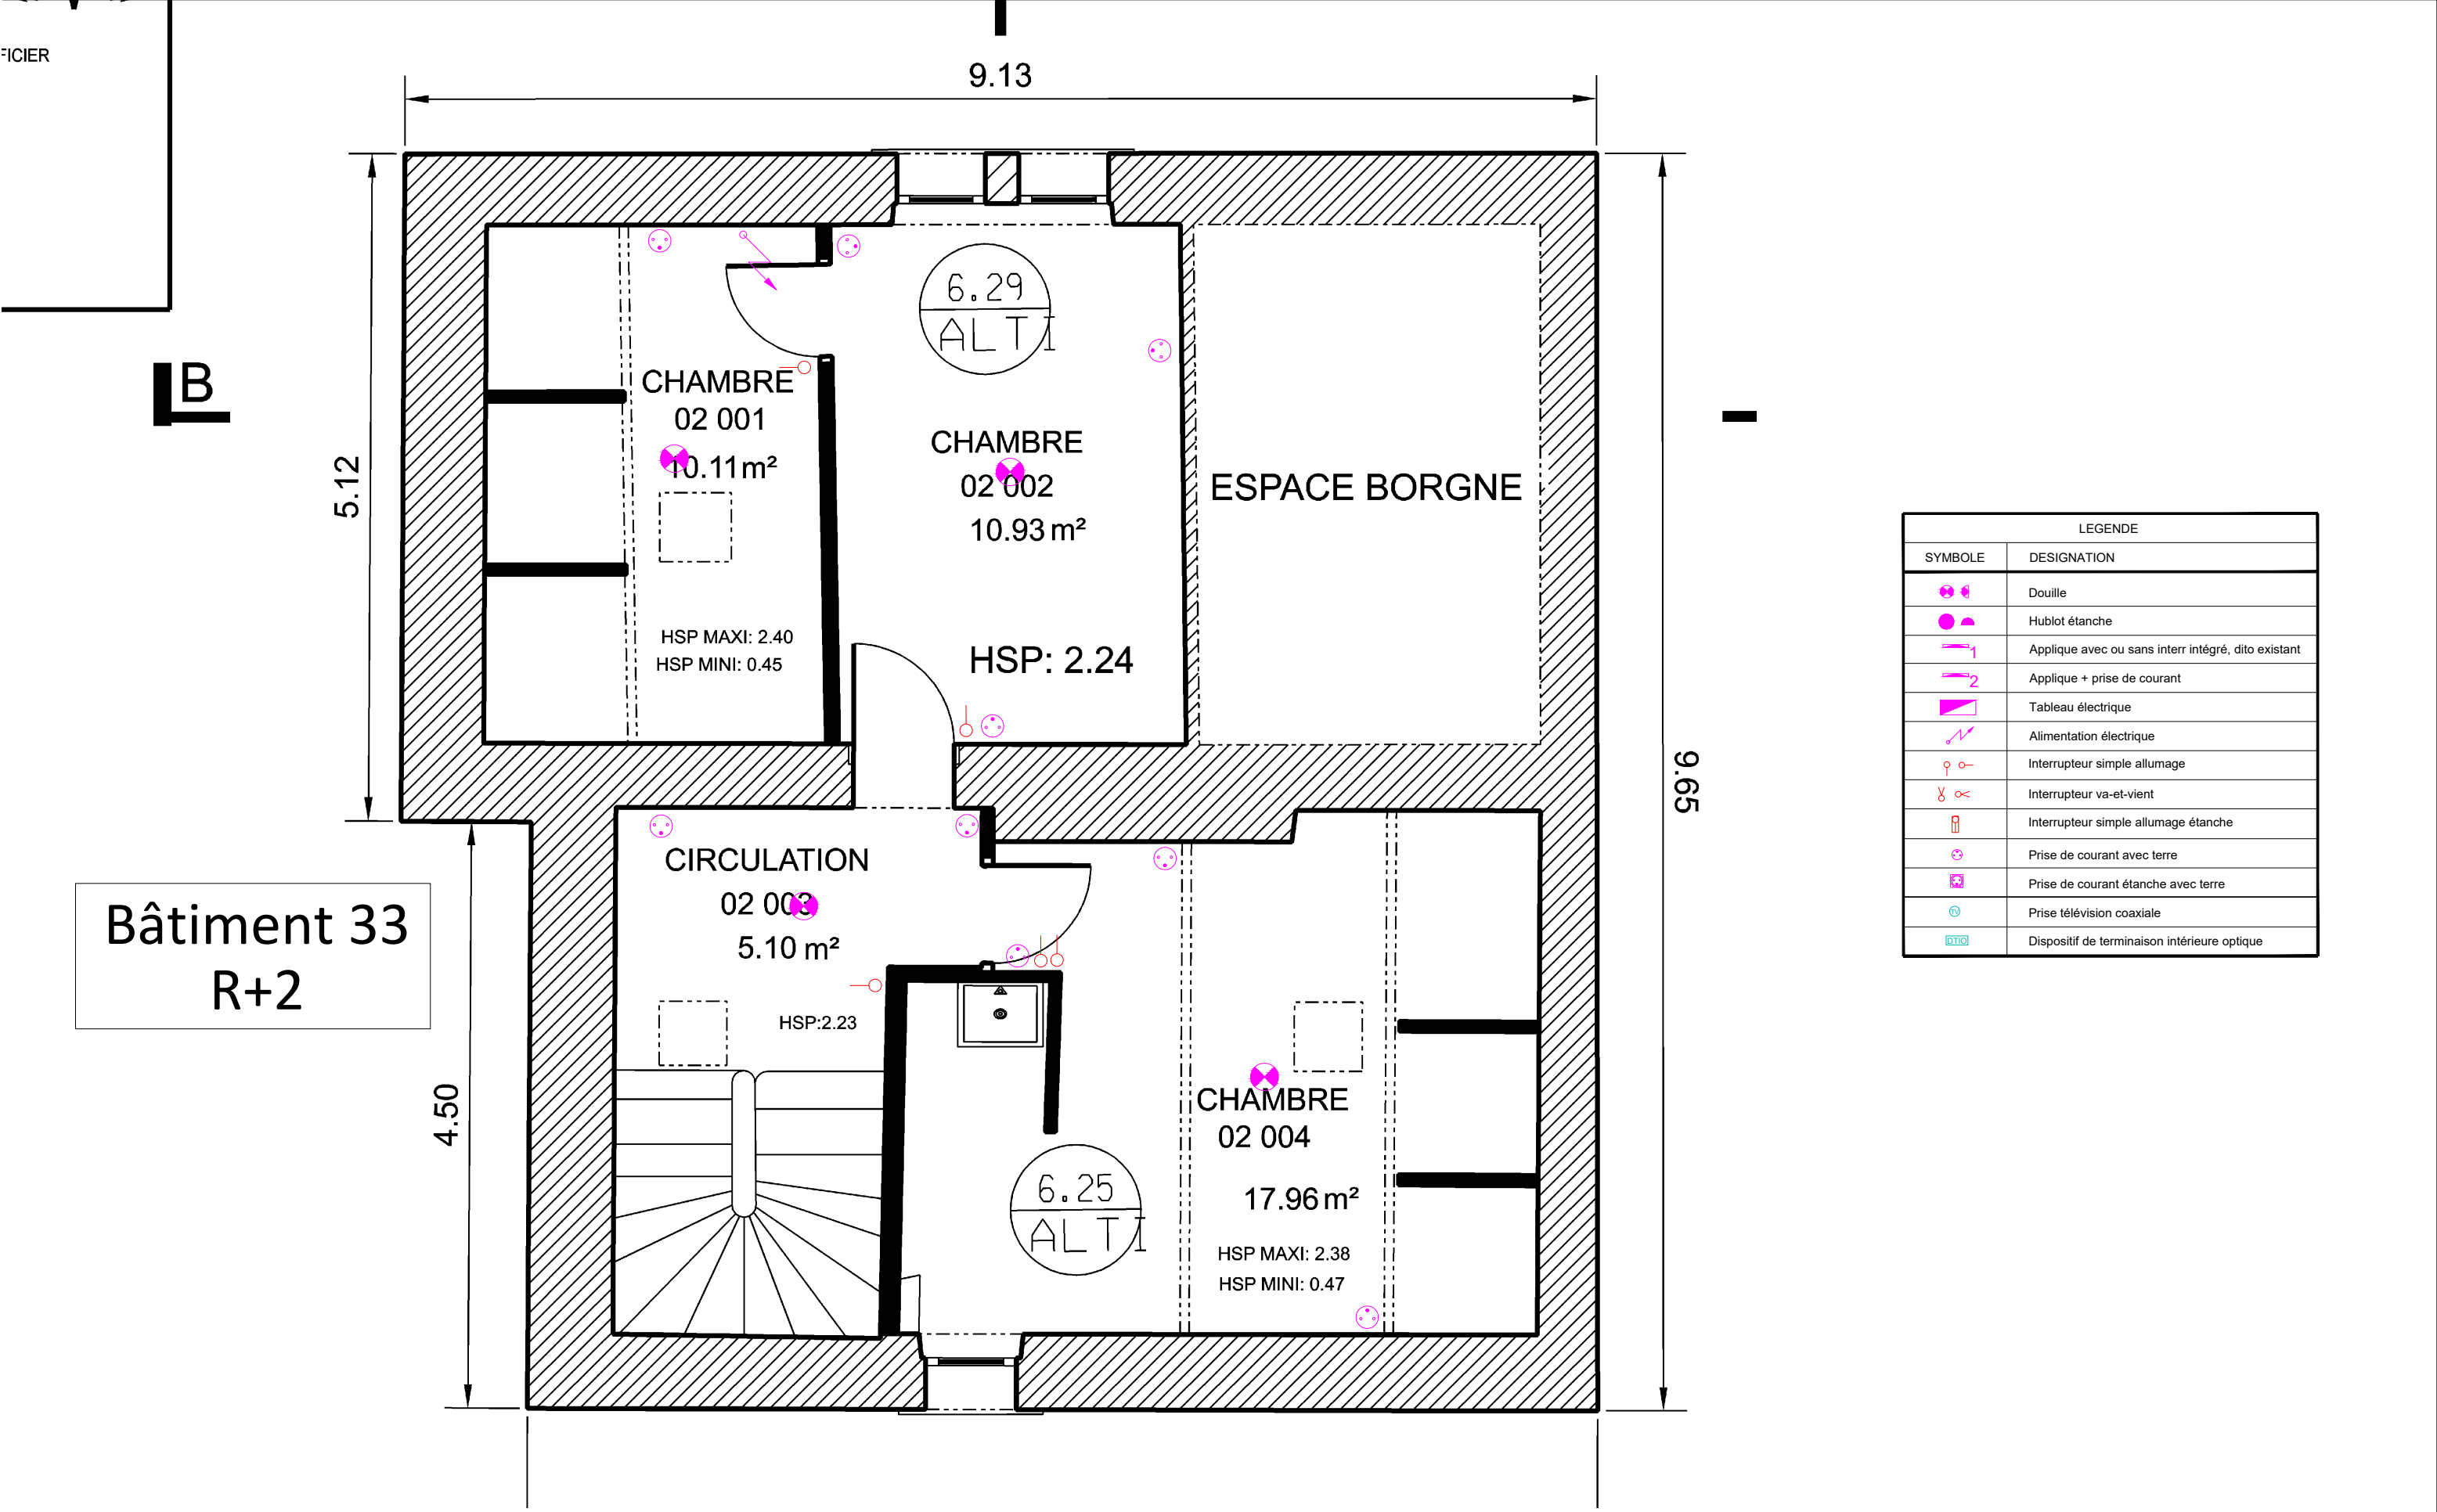 FICIER
9.13
B
5.12
6.29
ALTI
CHAMBRE
02 001
10.11 m²
CHAMBRE
02 002
10.93 m²
ESPACE BORGNE
HSP MAXI: 2.40
HSP MINI: 0.45
HSP: 2.24
9.65
LEGENDE
SYMBOLE DESIGNATION
Douille
Hublot étanche
1 Applique avec ou sans interr intégré, dito existant
2 Applique + prise de courant
Tableau électrique
Alimentation électrique
Interrupteur simple allumage
Interrupteur va-et-vient
Interrupteur simple allumage étanche
Prise de courant avec terre
Prise de courant étanche avec terre
TV Prise télévision coaxiale
DTIO Dispositif de terminaison intérieure optique
Bâtiment 33
R+2
CIRCULATION
02 003
5.10 m²
HSP:2.23
4.50
CHAMBRE
02 004
17.96 m²
6.25
ALTI
HSP MAXI: 2.38
HSP MINI: 0.47